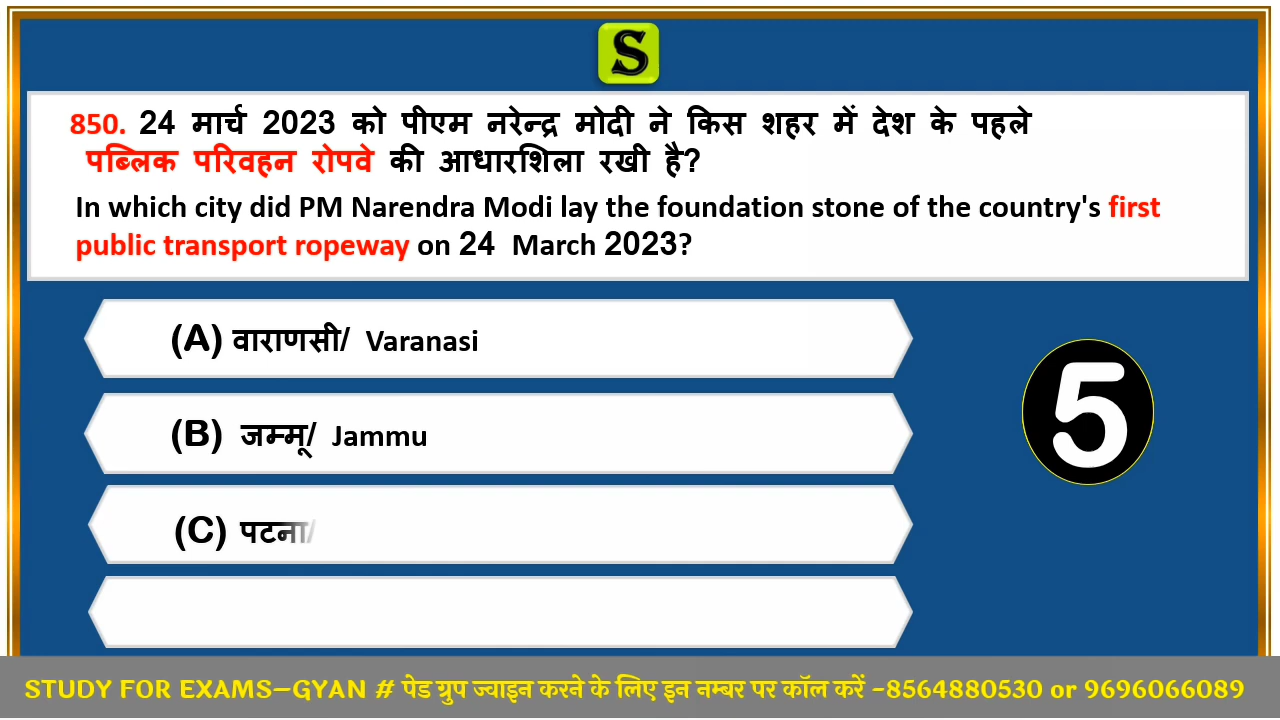 S
850. 24 मार्च 2023 को पीएम नरेन्द्र मोदी ने किस शहर में देश के पहले
पब्लिक परिवहन रोपवे की आधारशिला रखी है?
In which city did PM Narendra Modi lay the foundation stone of the country's first
public transport ropeway on 24 March 2023?
(A) वाराणसी/ Varanasi
(B) जम्मू/ Jammu
5
(C) पटना/
STUDY FOR EXAMS-GYAN # पेड ग्रुप ज्वाइन करने के लिए इन नम्बर पर कॉल करें -8564880530 or 9696066089